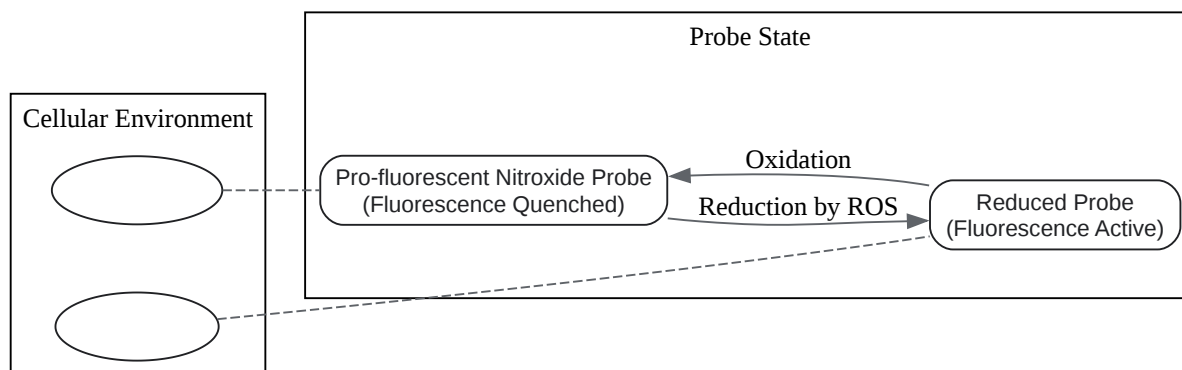 Probe State
Cellular Environment
Pro-fluorescent Nitroxide Probe
(Fluorescence Quenched)
Oxidation
Reduction by ROS
Reduced Probe
(Fluorescence Active)